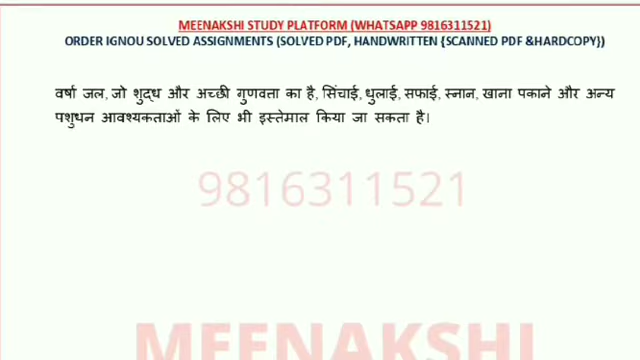 MEENAKSHI STUDY PLATFORM (WHATSAPP 9816311521)
ORDER IGNOU SOLVED ASSIGNMENTS (SOLVED PDF, HANDWRITTEN {SCANNED PDF &HARDCOPY})
वर्षा जल, जो शुद्ध और अच्छी गुणवता का है, सिंचाई, धुलाई, सफाई, स्नान, खाना पकाने और अन्य
पशुधन आवश्यकताओं के लिए भी इस्तेमाल किया जा सकता है।
9816311521
MEENAKSHI